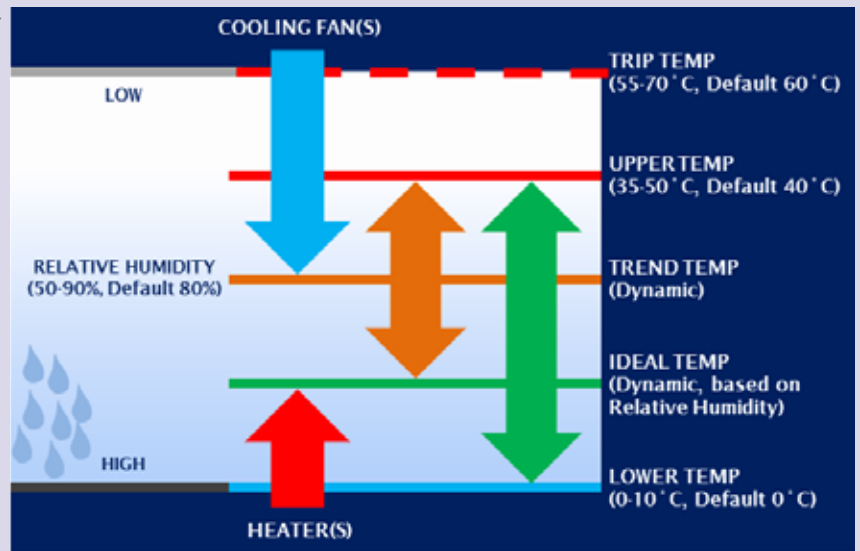 COOLING FAN(S)
TRIP TEMP
(55-70˚C, Default 60˚C)
LOW
UPPER TEMP
(35-50˚C, Default 40˚C)
RELATIVE HUMIDITY
(50-90%, Default 80%)
TREND TEMP
(Dynamic)
IDEAL TEMP
(Dynamic, based on
Relative Humidity)
HIGH
LOWER TEMP
(0-10˚C, Default 0˚C)
HEATER(S)